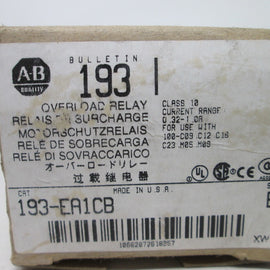 AB
QUALITY
BULLETIN
193
OVERLOAD RELAY
RELAIS DE SURCHARGE
MOTORSCHUTZRELAIS
RELÉ DE SOBRECARGA
RELÉ DI SOVRACCARICO
オーバーロードリレー
过载继电器
CLASS 10
CURRENT RANGE:
0.32-1.0A
FOR USE WITH
100-C09 C12 C16
C23 M05 M09
CAT
MADE IN U.S.A.
193-EA1CB